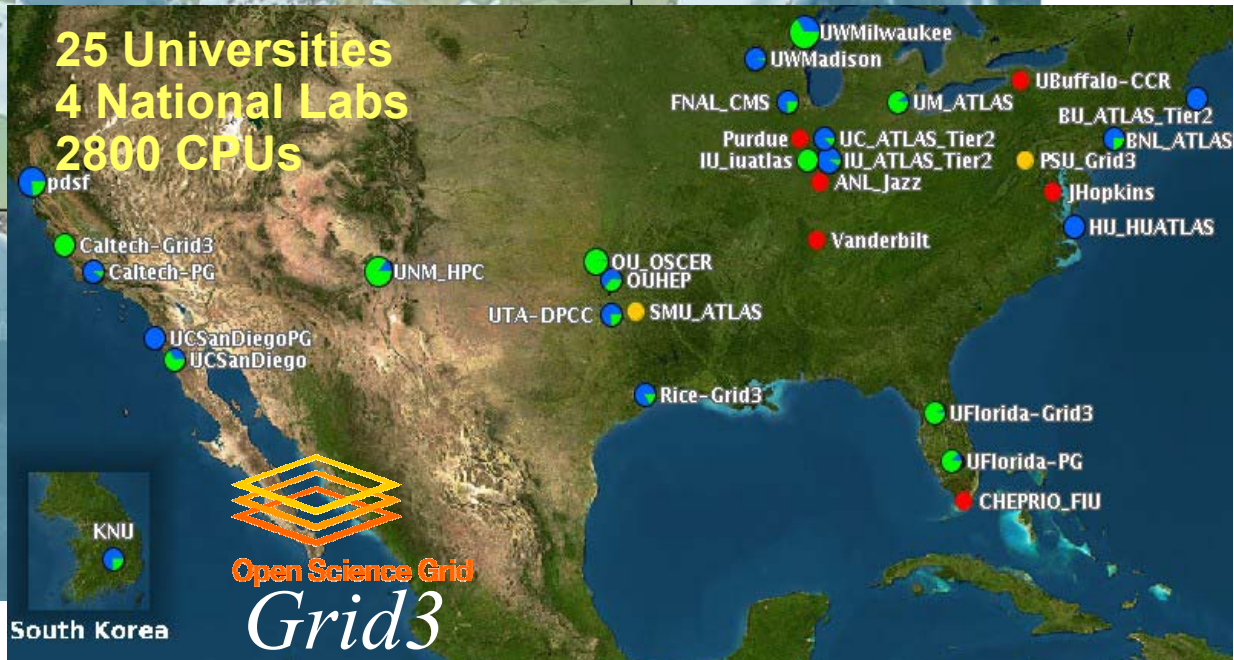 25 Universities
4 National Labs
2800 CPUs
UWMilwaukee
UWMadison
UBuffalo-CCR
FNAL_CMS
UM_ATLAS
BU_ATLAS_Tier2
Purdue
UC_ATLAS_Tier2
BNL_ATLAS
IU_iuatlas
IU_ATLAS_Tier2
PSU_Grid3
ANL_Jazz
JHopkins
pdsf
HU_HUATLAS
Vanderbilt
Caltech-Grid3
Caltech-PG
UNM_HPC
OU_OSCER
OUHEP
UTA-DPCC
SMU_ATLAS
UCSanDiegoPG
UCSanDiego
Rice-Grid3
UFlorida-Grid3
UFlorida-PG
CHEPRIO_FIU
KNU
South Korea
Open Science Grid
Grid3